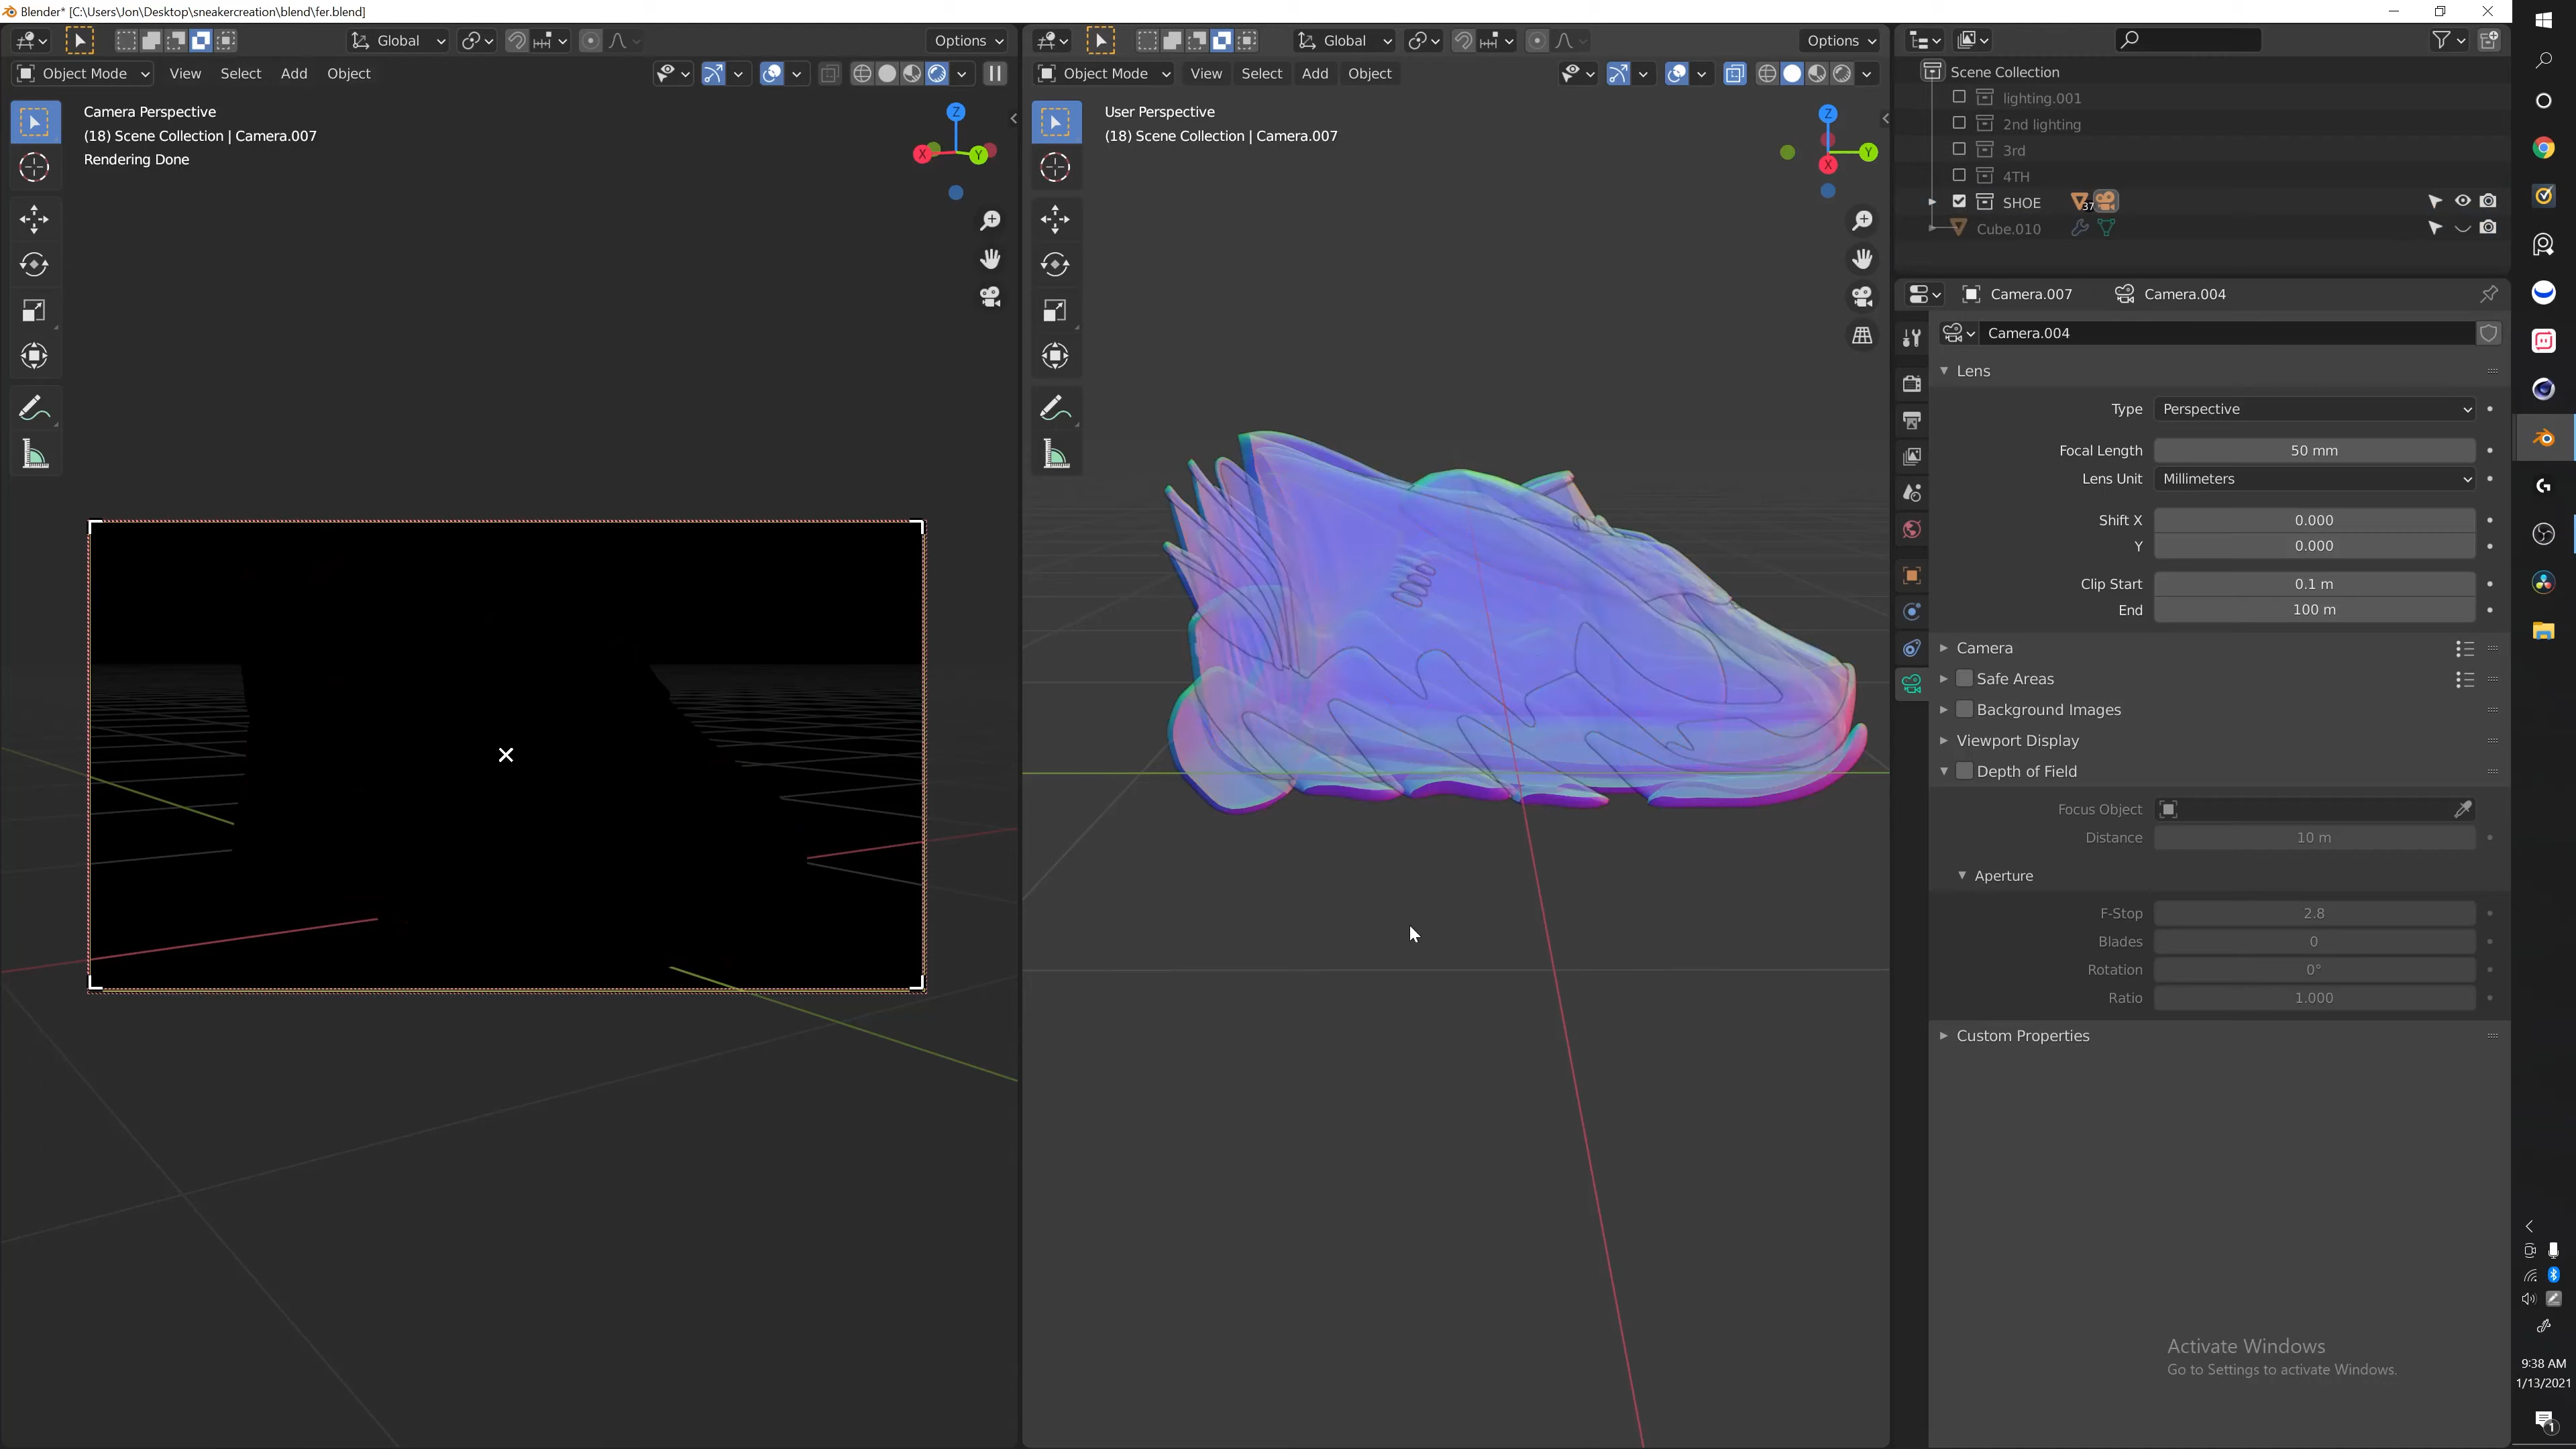 Blender* [C:\Users\Jon\Desktop\sneakercreation\blend\fer.blend]
Global
Options
Object Mode
View
Select
Add
Object
Camera Perspective
(18) Scene Collection | Camera.007
Rendering Done
Z
X
Y
Global
Options
Object Mode
View
Select
Add
Object
User Perspective
(18) Scene Collection | Camera.007
Z
Y
X
Scene Collection
lighting.001
2nd lighting
3rd
4TH
SHOE
37
Cube.010
Camera.007
Camera.004
Camera.004
Lens
Type
Perspective
Focal Length
50 mm
Lens Unit
Millimeters
Shift X
0.000
Y
0.000
Clip Start
0.1 m
End
100 m
Camera
Safe Areas
Background Images
Viewport Display
Depth of Field
Focus Object
Distance
10 m
Aperture
F-Stop
2.8
Blades
0
Rotation
0°
Ratio
1.000
Custom Properties
Activate Windows
Go to Settings to activate Windows.
9:38 AM
1/13/2021
1